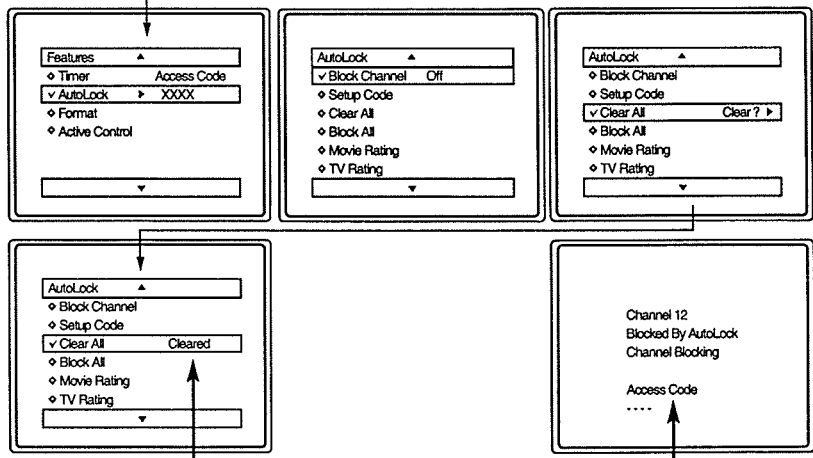 Features
Timer Access Code
AutoLock XXXX
Format
Active Control
AutoLock
Block Channel Off
Setup Code
Clear All
Block All
Movie Rating
TV Rating
AutoLock
Block Channel
Setup Code
Clear All Clear ?
Block All
Movie Rating
TV Rating
AutoLock
Block Channel
Setup Code
Clear All Cleared
Block All
Movie Rating
TV Rating
Channel 12
Blocked By AutoLock
Channel Blocking
Access Code
- - - -